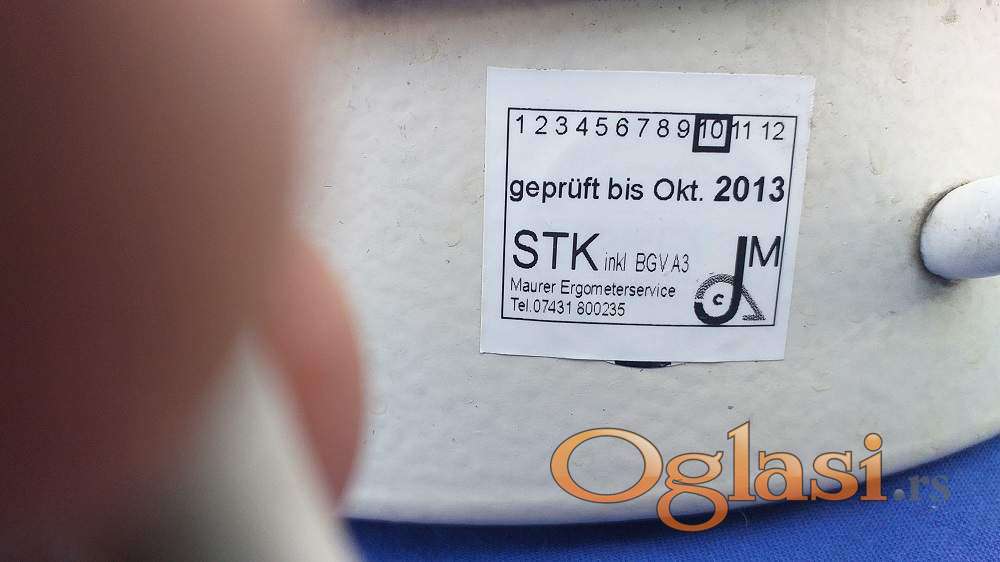 1 2 3 4 5 6 7 8 9 10 11 12
geprüft bis Okt. 2013
STK inkl BGV A3
Maurer Ergometerservice
Tel.07431 800235
JM
c
Oglasi.rs